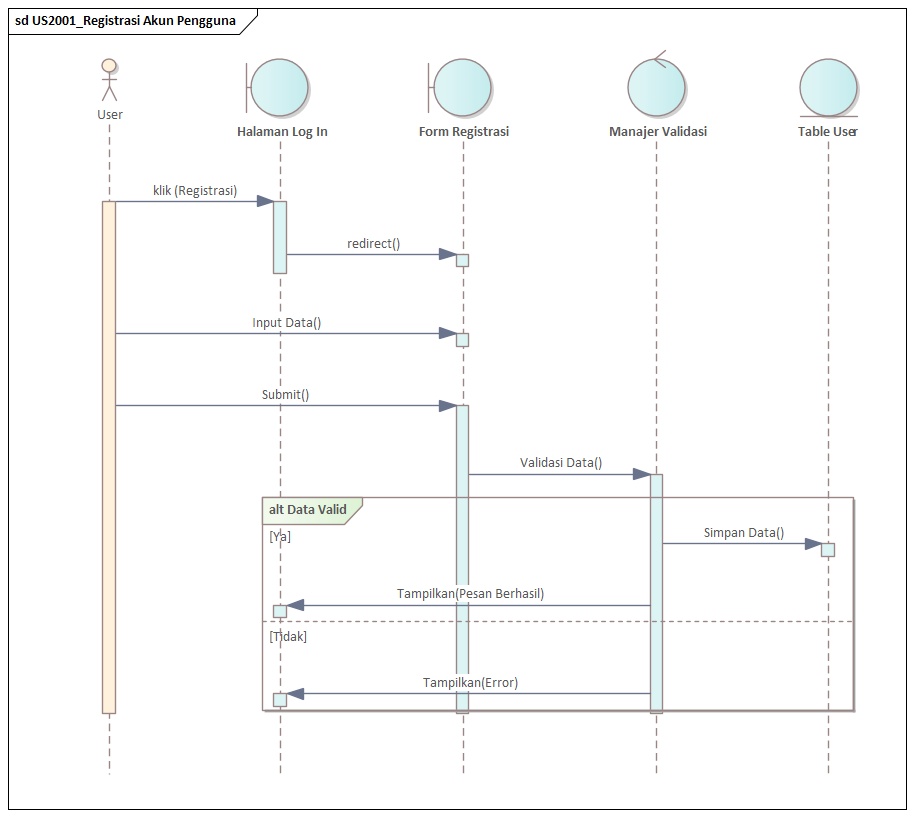 sd US2001_Registrasi Akun Pengguna
User
Halaman Log In
Form Registrasi
Manajer Validasi
Table User
klik (Registrasi)
redirect()
Input Data()
Submit()
Validasi Data()
alt Data Valid
[Ya]
Simpan Data()
Tampilkan(Pesan Berhasil)
[Tidak]
Tampilkan(Error)